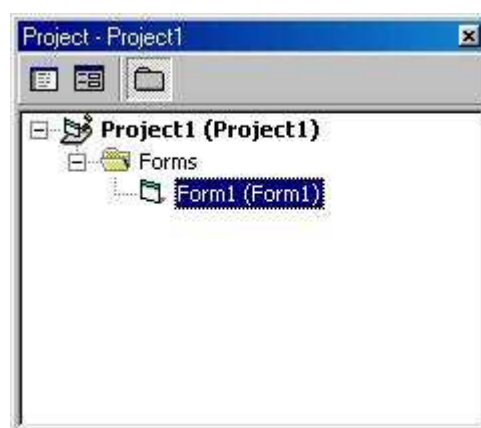 Project - Project1
Project1 (Project1)
Forms
Form1 (Form1)